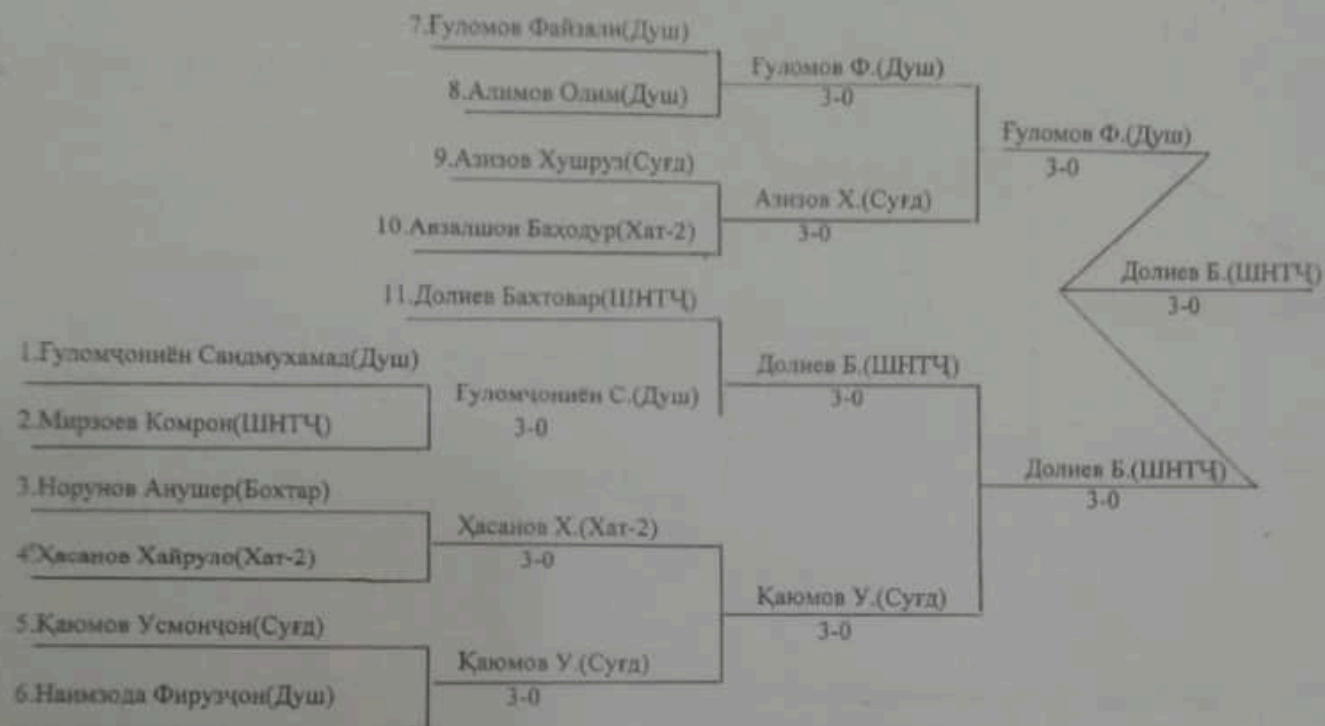 7.Ғуломов Файзали(Душ)
Ғуломов Ф.(Душ)
8.Алимов Олим(Душ)
3-0
Ғуломов Ф.(Душ)
9.Азизов Хушруз(Суғд)
3-0
Азизов Х.(Суғд)
10.Авзалшои Баҳодур(Хат-2)
3-0
Долиев Б.(ШНТҶ)
11.Долиев Бахтовар(ШНТҶ)
3-0
1.Ғуломҷониён Саидмухамад(Душ)
Долиев Б.(ШНТҶ)
Ғуломҷониён С.(Душ)
3-0
2.Мирзоев Комрон(ШНТҶ)
3-0
Долиев Б.(ШНТҶ)
3.Норунов Анушер(Бохтар)
3-0
Ҳасанов Х.(Хат-2)
4.Ҳасанов Хайруло(Хат-2)
3-0
Қаюмов У.(Суғд)
5.Қаюмов Усмонҷон(Суғд)
3-0
Қаюмов У.(Суғд)
6.Наимзода Фирузҷон(Душ)
3-0